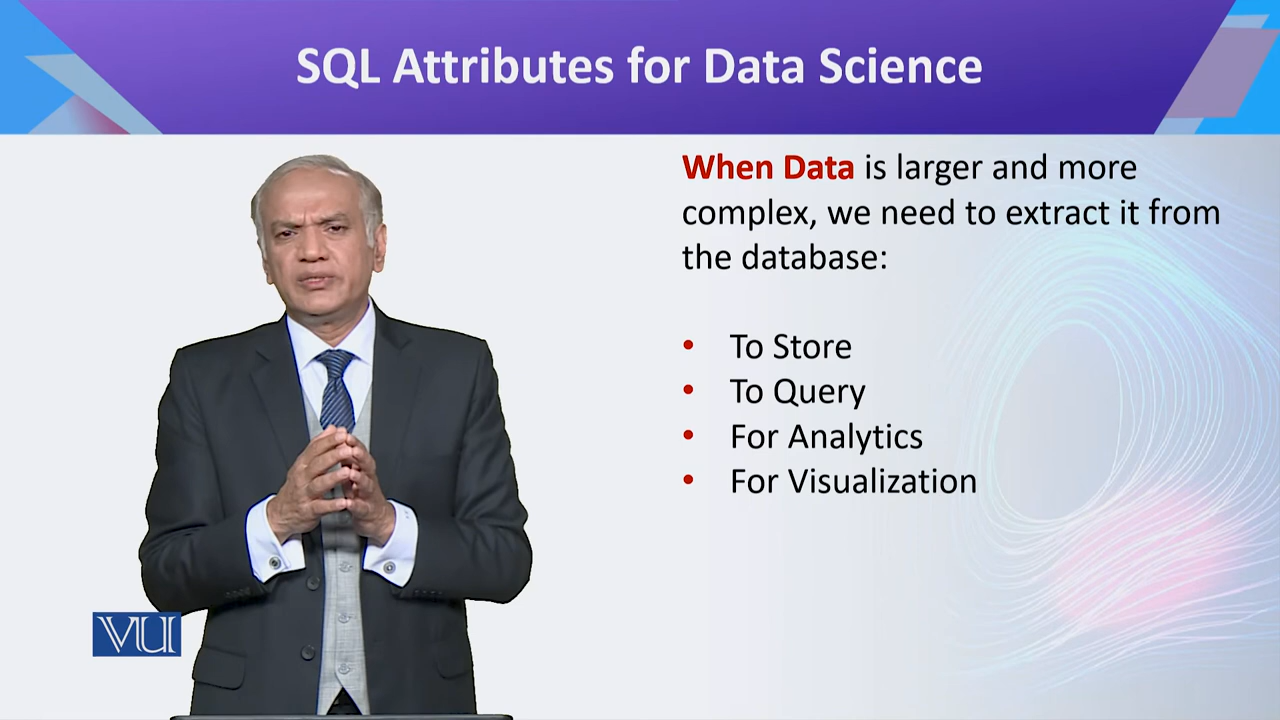 SQL Attributes for Data Science
When Data is larger and more
complex, we need to extract it from
the database:
• To Store
• To Query
• For Analytics
• For Visualization
VU